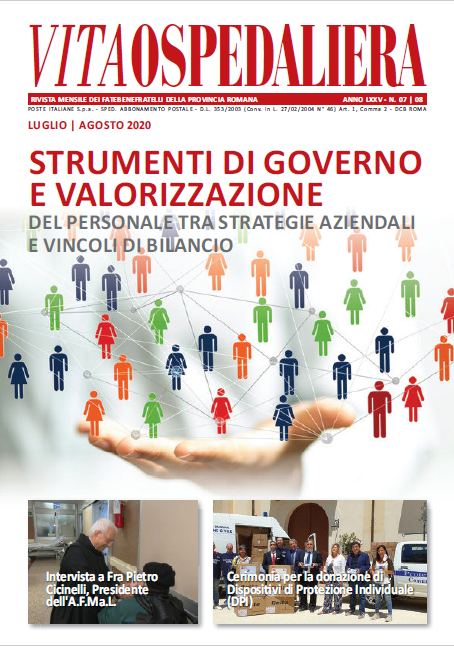 VITAOSPEDALIERA
RIVISTA MENSILE DEI FATEBENEFRATELLI DELLA PROVINCIA ROMANA ANNO LXXV - N. 07 | 08
POSTE ITALIANE S.p.a. - SPED. ABBONAMENTO POSTALE - D.L. 353/2003 (Conv. in L. 27/02/2004 N° 46) Art. 1, Comma 2 - DCB ROMA
LUGLIO | AGOSTO 2020
STRUMENTI DI GOVERNO
E VALORIZZAZIONE
DEL PERSONALE TRA STRATEGIE AZIENDALI
E VINCOLI DI BILANCIO
Intervista a Fra Pietro
Cicinelli, Presidente
dell'A.F.Ma.L.
Cerimonia per la donazione di
Dispositivi di Protezione Individuale
(DPI)